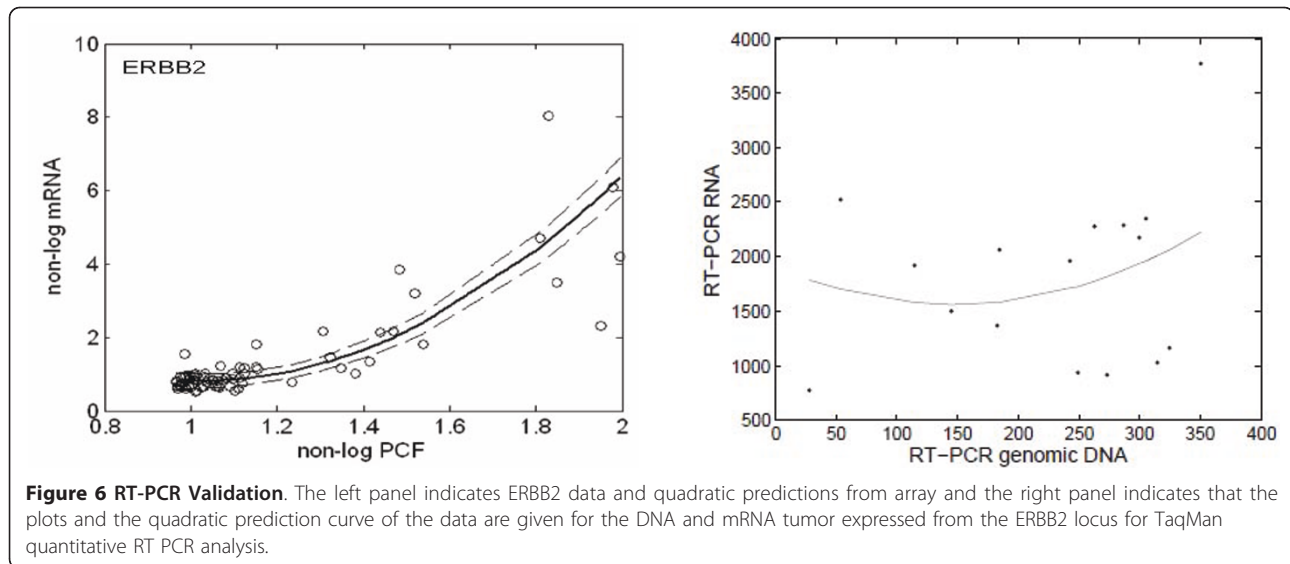 10
8
6
4
2
0
ERBB2
non-log mRNA
0.8 1 1.2 1.4 1.6 1.8 2
non-log PCF
4000
3500
3000
2500
2000
1500
1000
500
RT-PCR RNA
0 50 100 150 200 250 300 350 400
RT-PCR genomic DNA
Figure 6 RT-PCR Validation. The left panel indicates ERBB2 data and quadratic predictions from array and the right panel indicates that the
plots and the quadratic prediction curve of the data are given for the DNA and mRNA tumor expressed from the ERBB2 locus for TaqMan
quantitative RT PCR analysis.